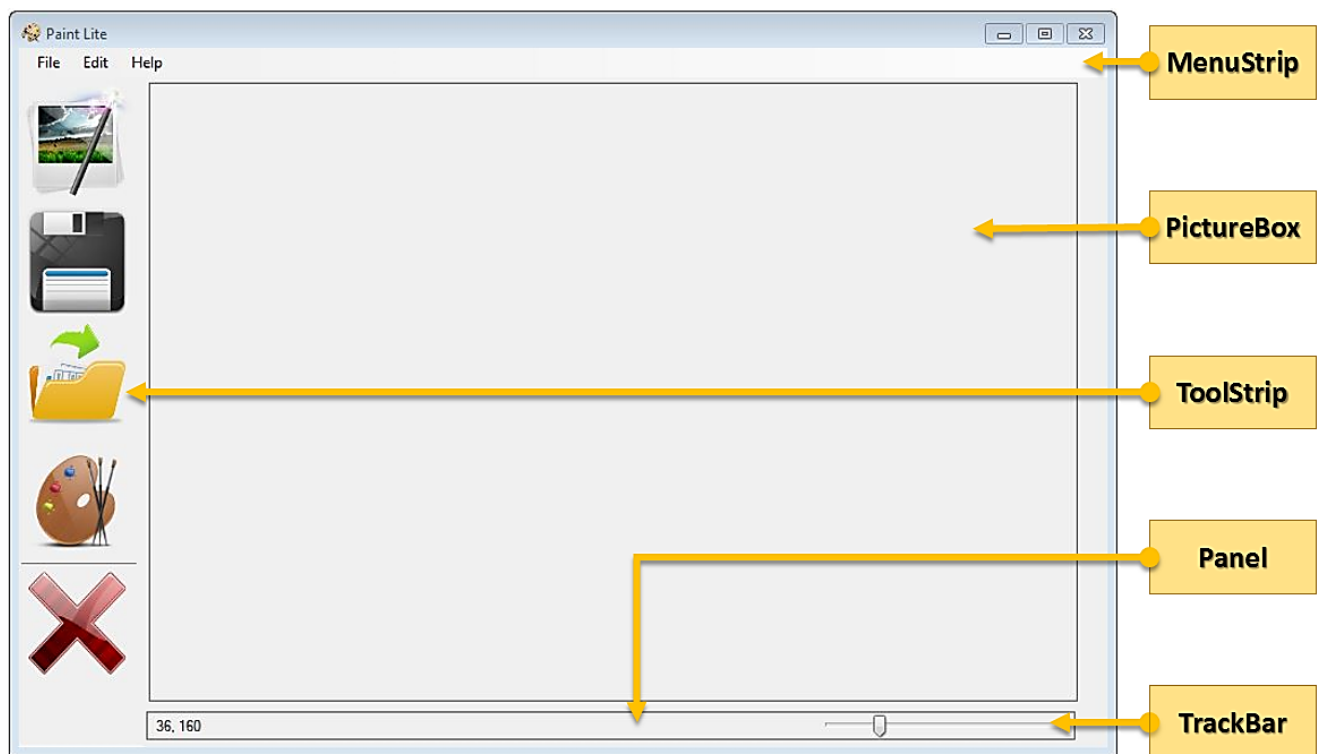 Paint Lite
File Edit Help
MenuStrip
PictureBox
ToolStrip
Panel
36, 160
TrackBar